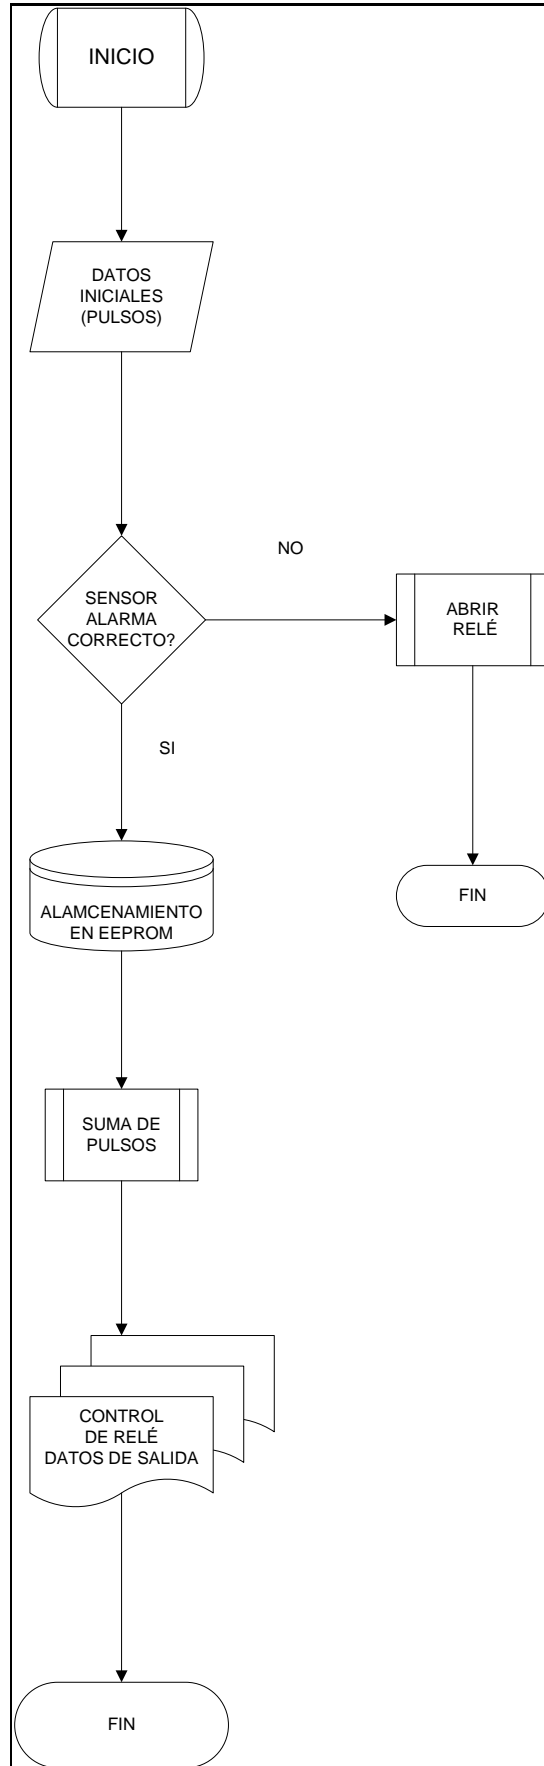 INICIO
DATOS
INICIALES
(PULSOS)
NO
SENSOR
ALARMA
CORRECTO?
ABRIR
RELÉ
SI
FIN
ALAMCENAMIENTO
EN EEPROM
SUMA DE
PULSOS
CONTROL
DE RELÉ
DATOS DE SALIDA
FIN